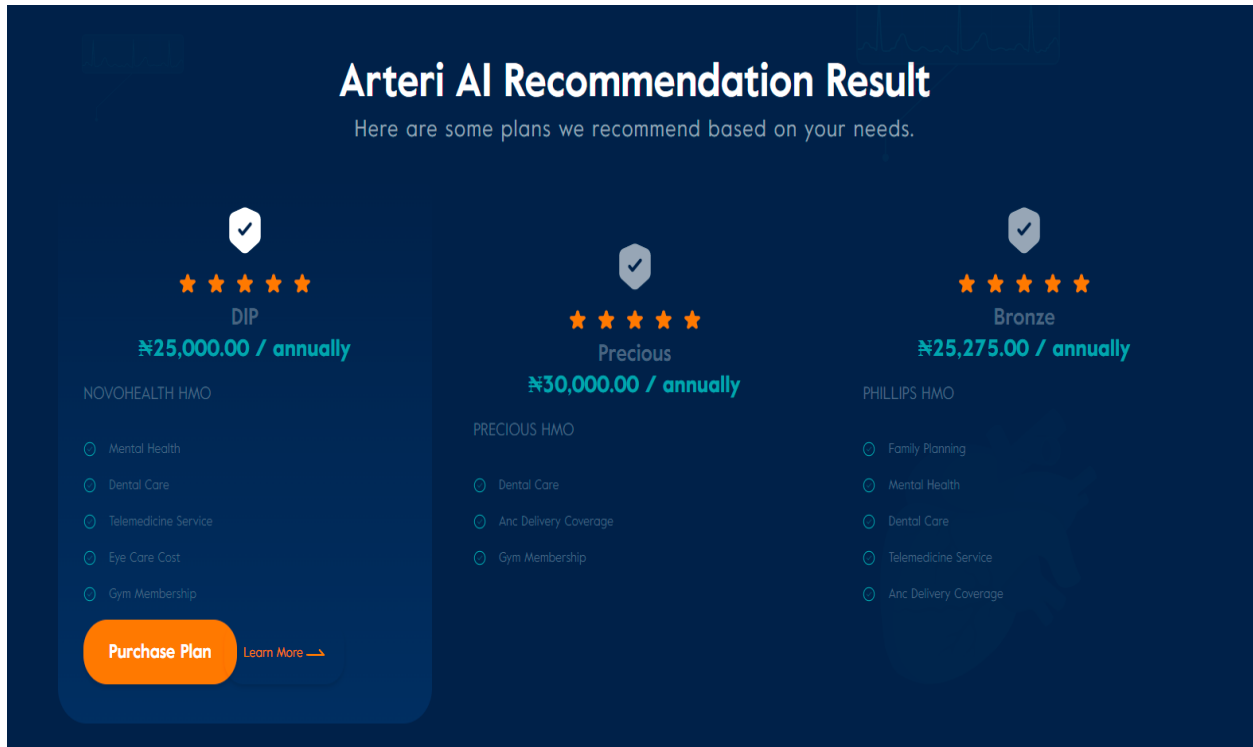 Arteri AI Recommendation Result
Here are some plans we recommend based on your needs.
DIP
₦25,000.00 / annually
NOVOHEALTH HMO
Mental Health
Dental Care
Telemedicine Service
Eye Care Cost
Gym Membership
Purchase Plan
Learn More
Precious
₦30,000.00 / annually
PRECIOUS HMO
Dental Care
Anc Delivery Coverage
Gym Membership
Bronze
₦25,275.00 / annually
PHILLIPS HMO
Family Planning
Mental Health
Dental Care
Telemedicine Service
Anc Delivery Coverage